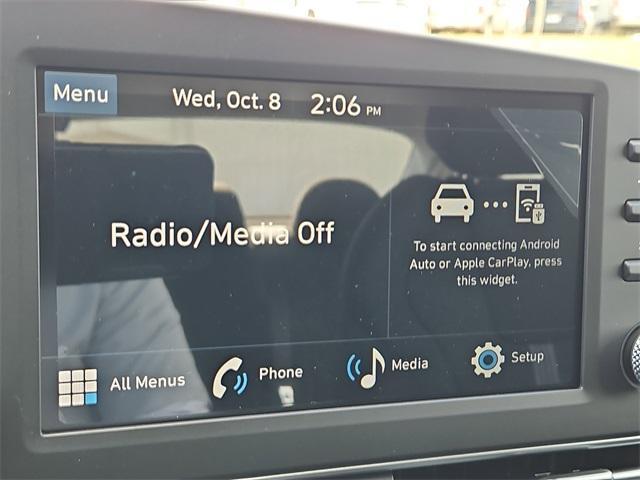 Menu
Wed, Oct. 8 2:06 PM
Radio/Media Off
To start connecting Android
Auto or Apple CarPlay, press
this widget.
All Menus
Phone
Media
Setup